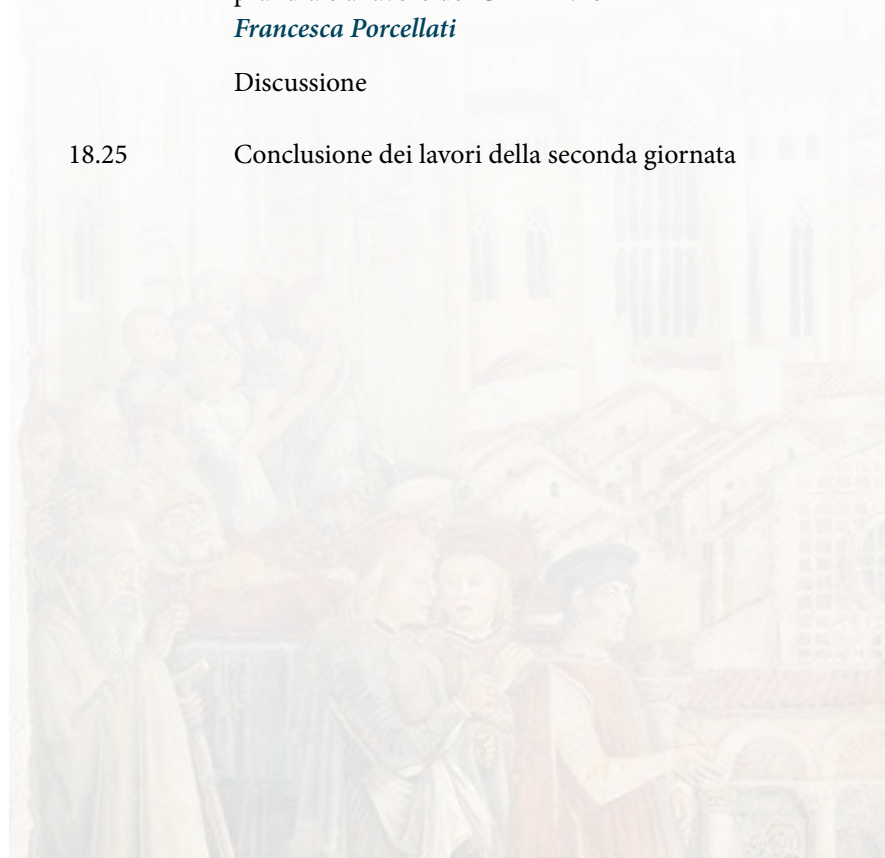 Francesca Porcellati
Discussione
18.25 Conclusione dei lavori della seconda giornata